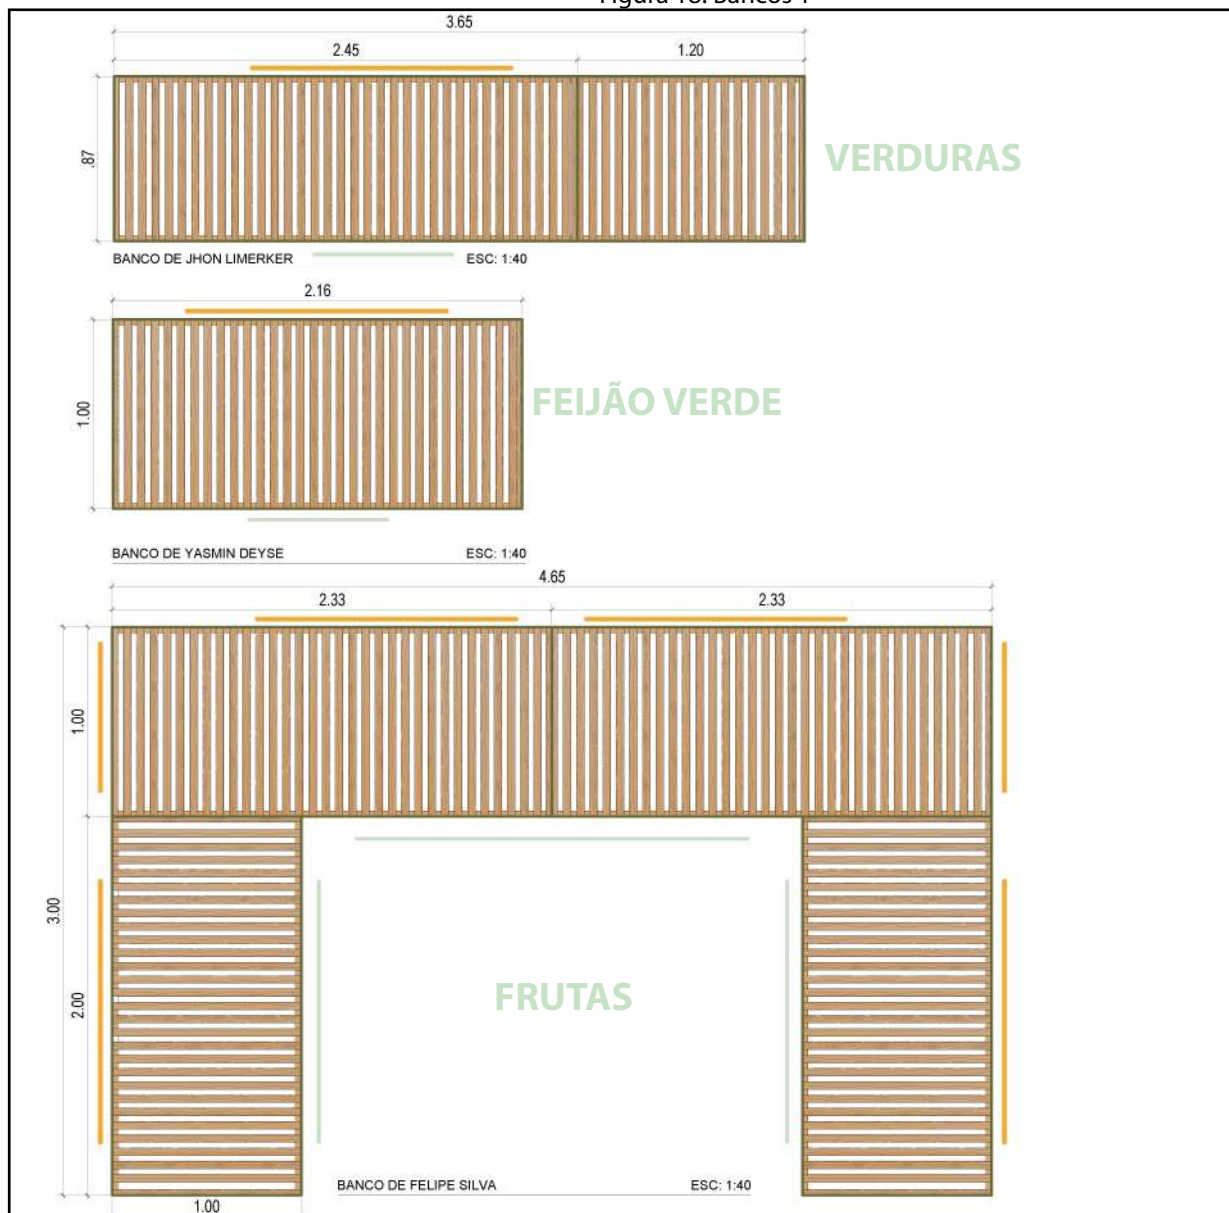 3.65
2.45 1.20
.87
VERDURAS
BANCO DE JHON LIMERKER ESC: 1:40
2.16
1.00
FEIJÃO VERDE
BANCO DE YASMIN DEYSE ESC: 1:40
4.65
2.33 2.33
1.00
3.00
2.00
FRUTAS
BANCO DE FELIPE SILVA ESC: 1:40
1.00